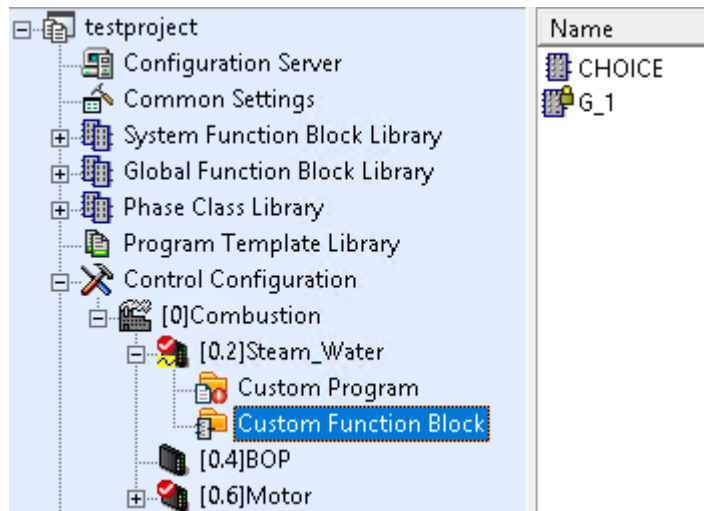 testproject
Configuration Server
Common Settings
System Function Block Library
Global Function Block Library
Phase Class Library
Program Template Library
Control Configuration
[0]Combustion
[0.2]Steam_Water
Custom Program
Custom Function Block
[0.4]BOP
[0.6]Motor
Name
CHOICE
G_1